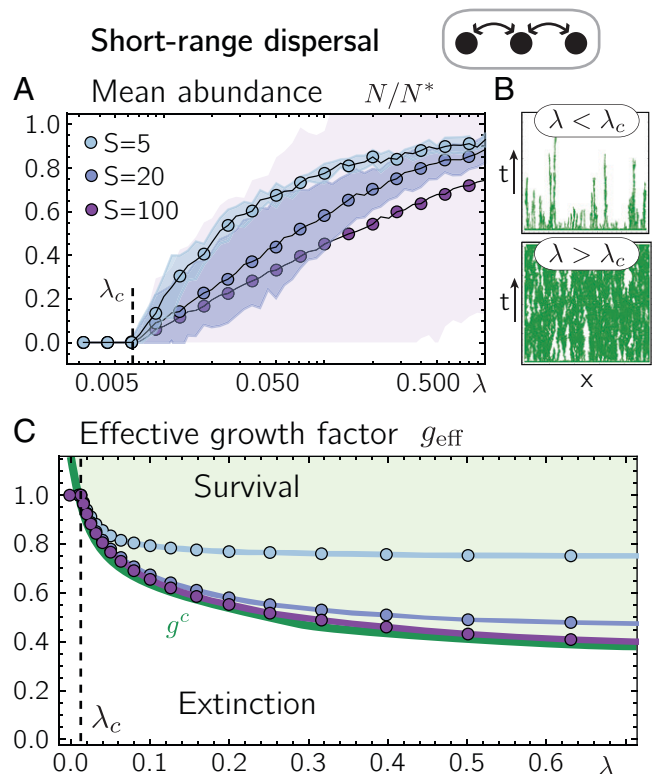 Short-range dispersal
A Mean abundance N/N*
B
1.0
0.8
0.6
0.4
0.2
0.0
S=5
S=20
S=100
λc
0.005 0.050 0.500 λ
λ < λc
t
λ > λc
t
x
C Effective growth factor geff
1.0
0.8
0.6
0.4
0.2
0.0
Survival
gc
Extinction
λc
0.0 0.1 0.2 0.3 0.4 0.5 0.6 λ